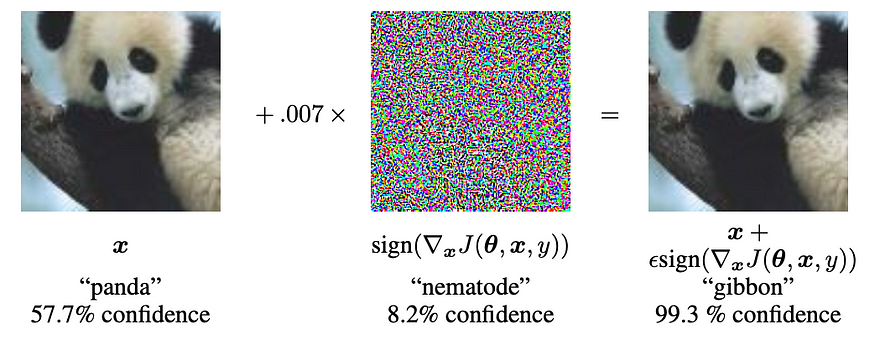 + .007 ×
=
x
sign(∇ₓJ(θ, x, y))
x +
ϵsign(∇ₓJ(θ, x, y))
“panda”
“nematode”
“gibbon”
57.7% confidence
8.2% confidence
99.3 % confidence